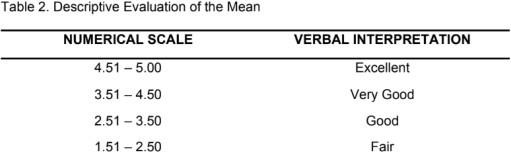 Table 2. Descriptive Evaluation of the Mean
NUMERICAL SCALE VERBAL INTERPRETATION
4.51 – 5.00 Excellent
3.51 – 4.50 Very Good
2.51 – 3.50 Good
1.51 – 2.50 Fair